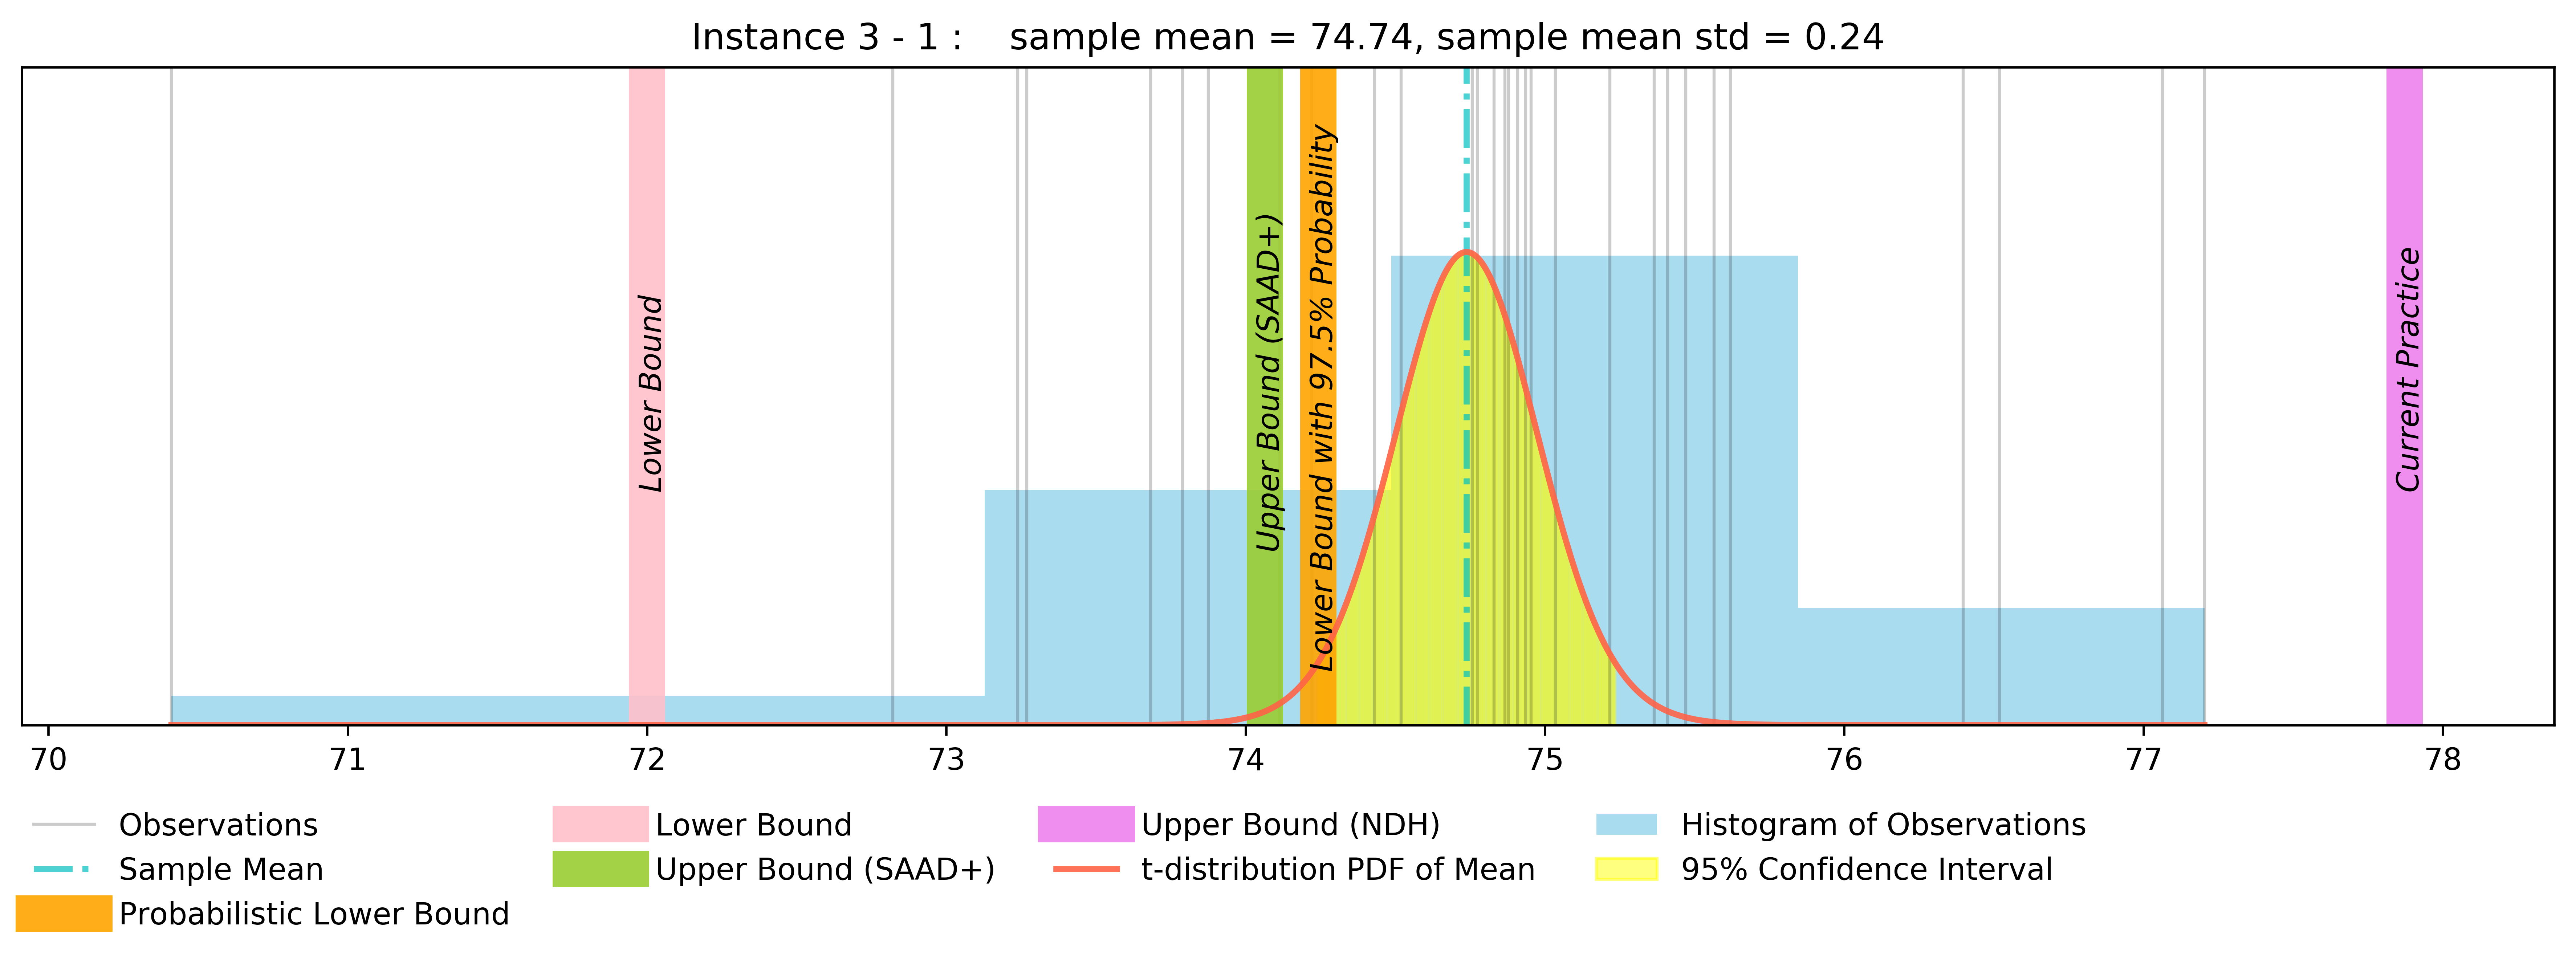 Instance 3 - 1 :    sample mean = 74.74, sample mean std = 0.24
Lower Bound
Upper Bound (SAAD+)
Lower Bound with 97.5% Probability
Current Practice
70 71 72 73 74 75 76 77 78
Observations
Sample Mean
Probabilistic Lower Bound
Lower Bound
Upper Bound (SAAD+)
Upper Bound (NDH)
t-distribution PDF of Mean
Histogram of Observations
95% Confidence Interval